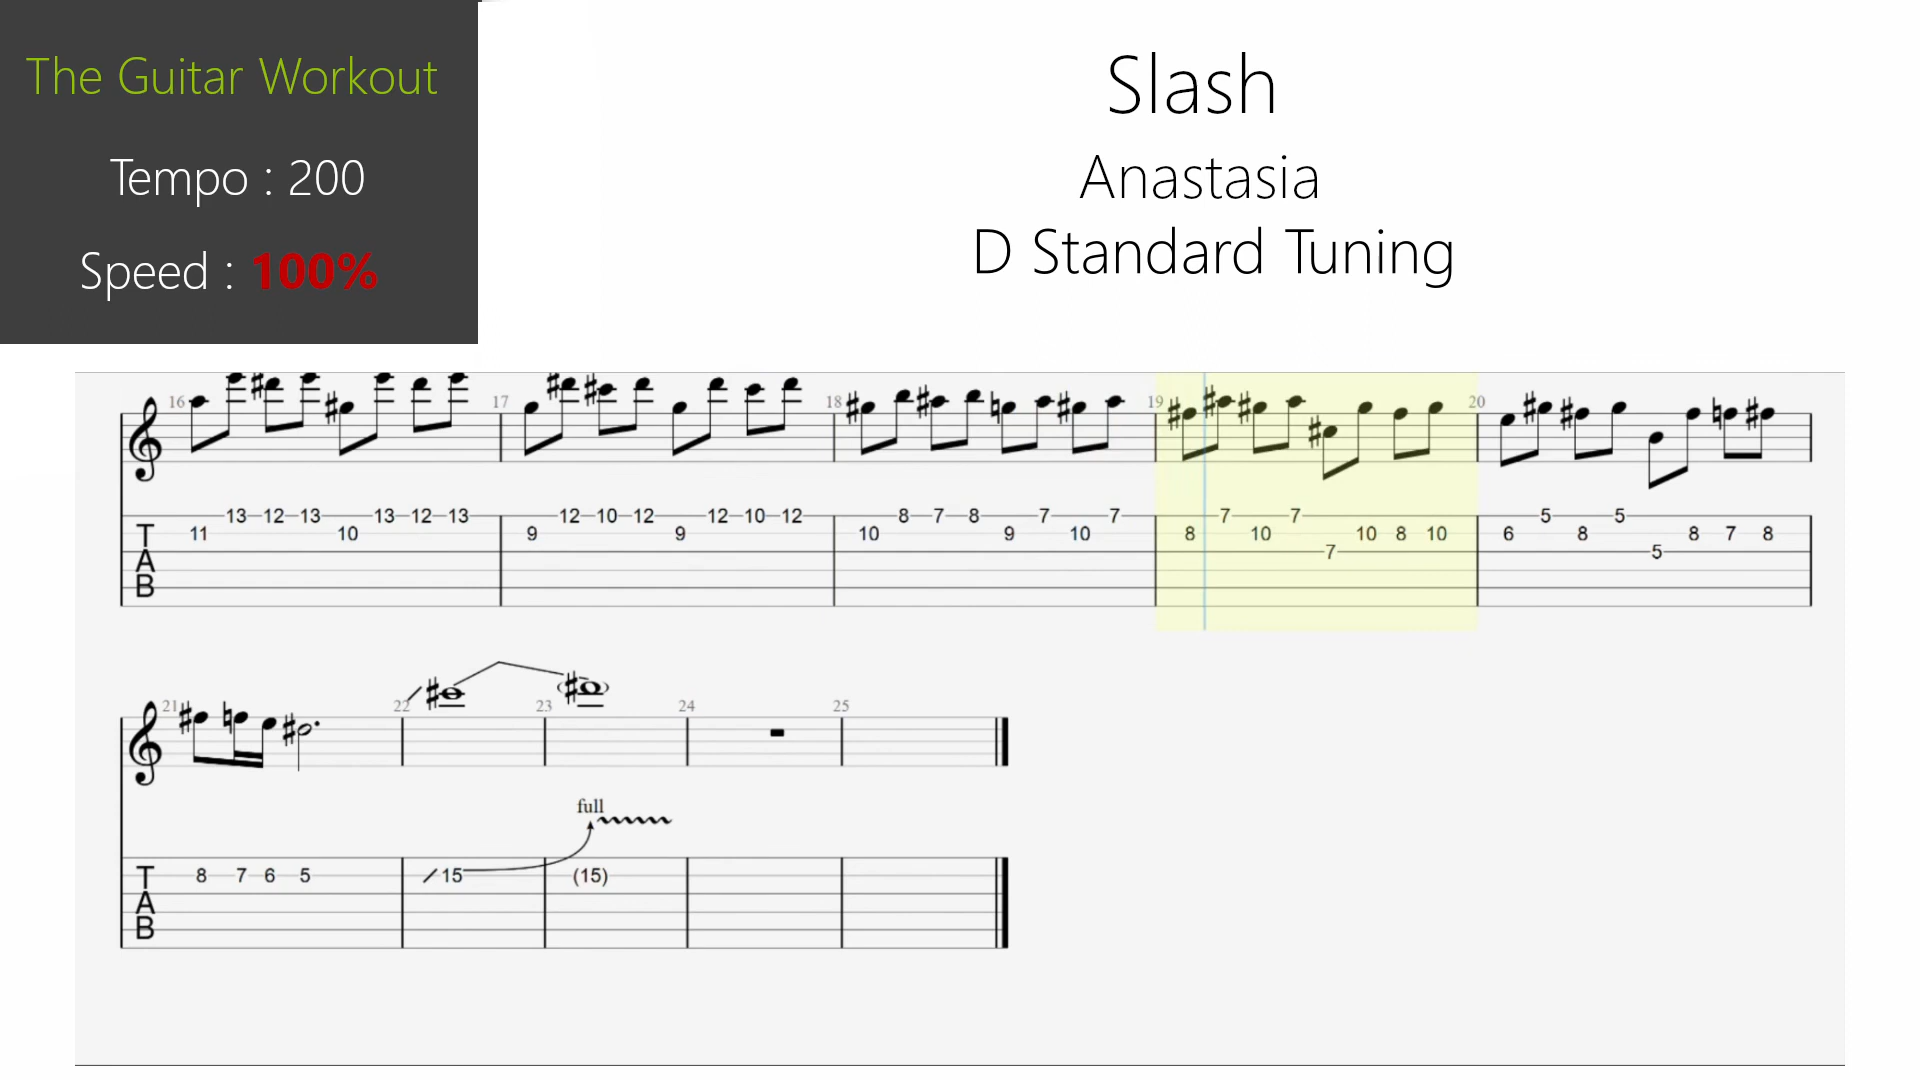 The Guitar Workout
Tempo : 200
Speed : 100%
Slash
Anastasia
D Standard Tuning
16 17 18 19 20
13 12 13 13 12 13 12 10 12 12 10 12 8 7 8 7 7 7 7 5 5
T 11 10 9 9 10 9 10 8 10 10 8 10 6 8 8 7 8
A 7 5
B
21 22 23 24 25
full
T 8 7 6 5 15 (15)
A
B